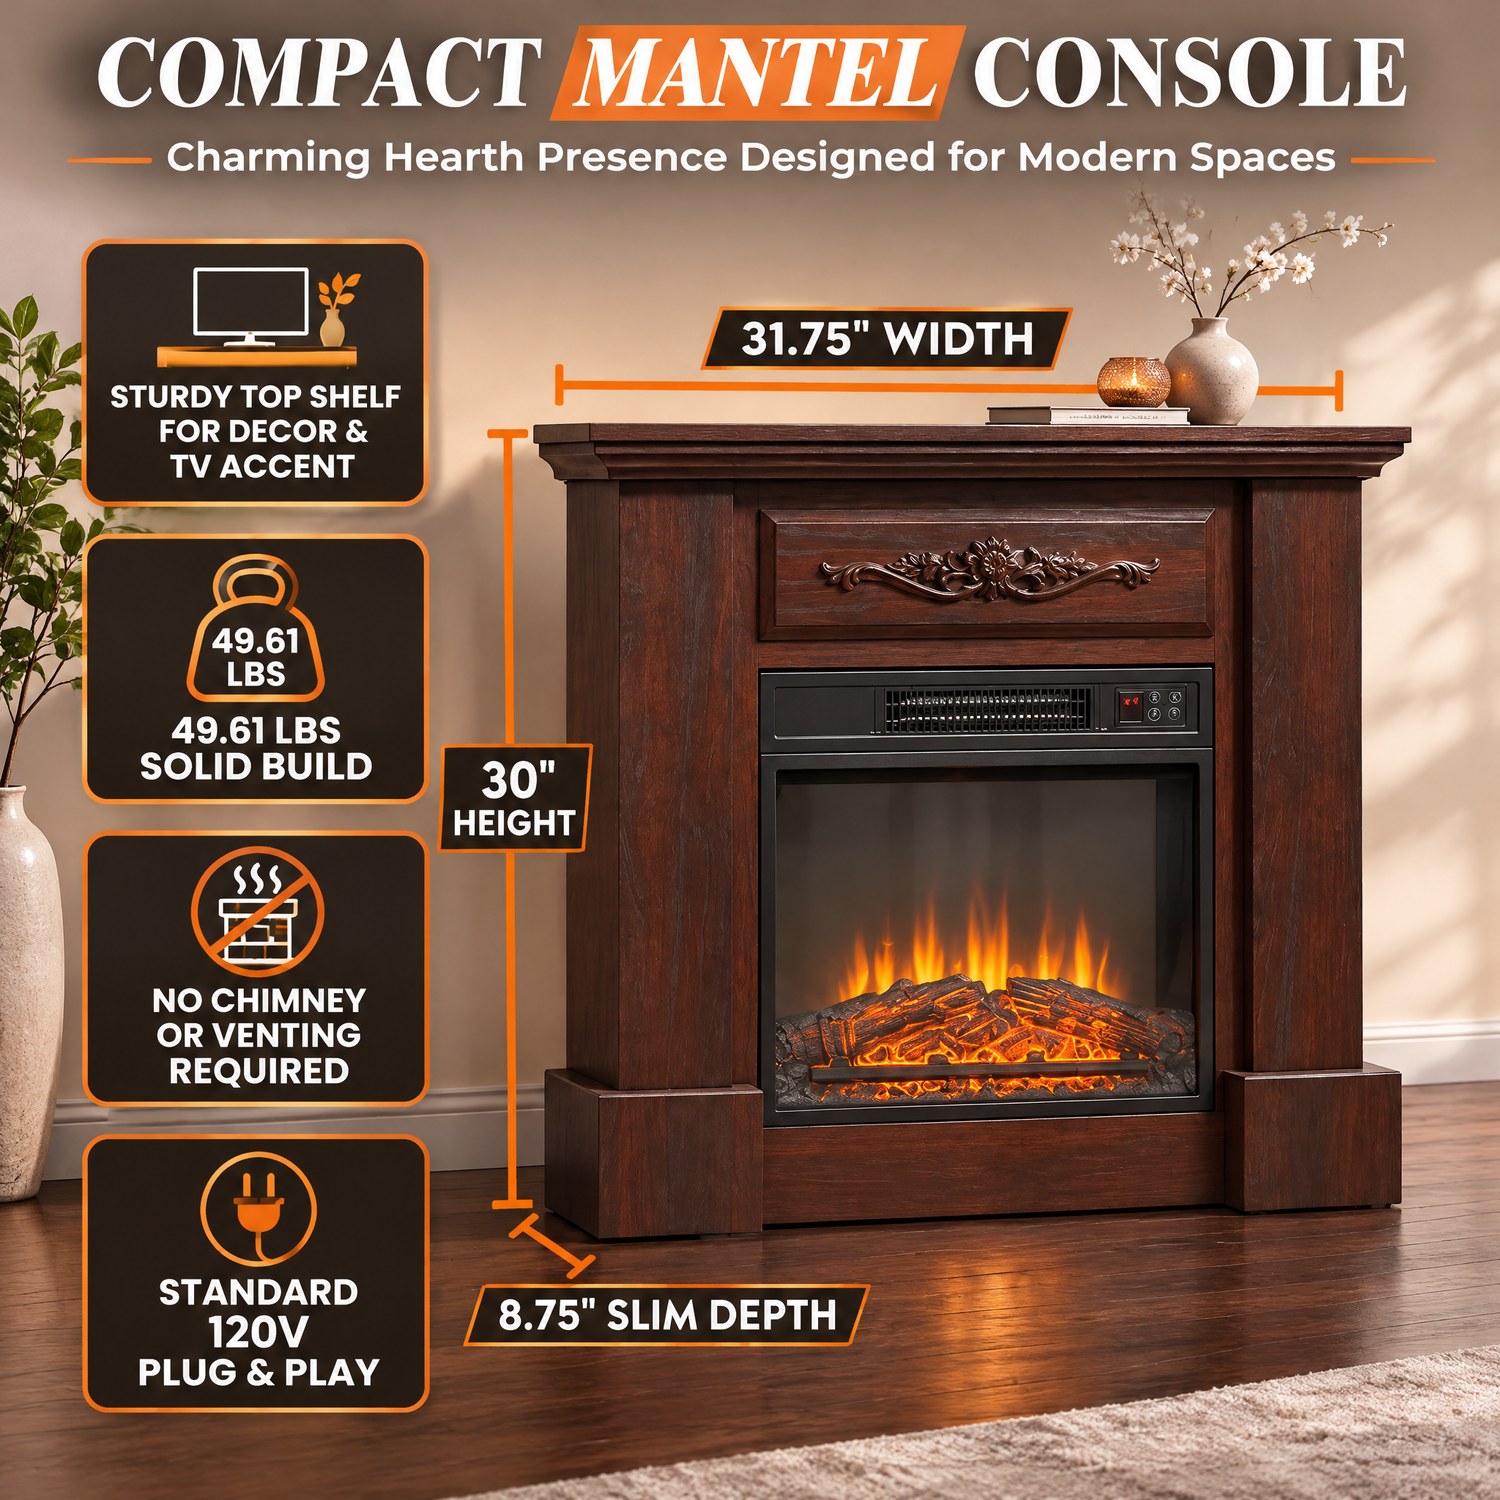 COMPACT MANTEL CONSOLE
Charming Hearth Presence Designed for Modern Spaces
STURDY TOP SHELF
FOR DECOR &
TV ACCENT
49.61
LBS
49.61 LBS
SOLID BUILD
NO CHIMNEY
OR VENTING
REQUIRED
STANDARD
120V
PLUG & PLAY
31.75" WIDTH
30"
HEIGHT
8.75" SLIM DEPTH